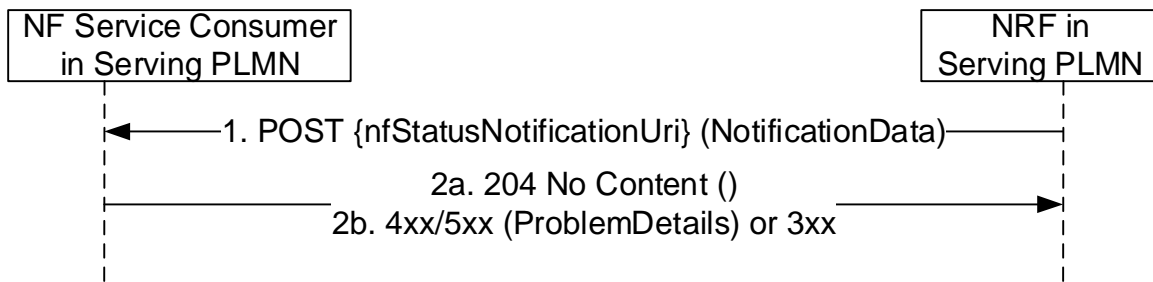 NF Service Consumer
in Serving PLMN
NRF in
Serving PLMN
1. POST {nfStatusNotificationUri} (NotificationData)
2a. 204 No Content ()
2b. 4xx/5xx (ProblemDetails) or 3xx